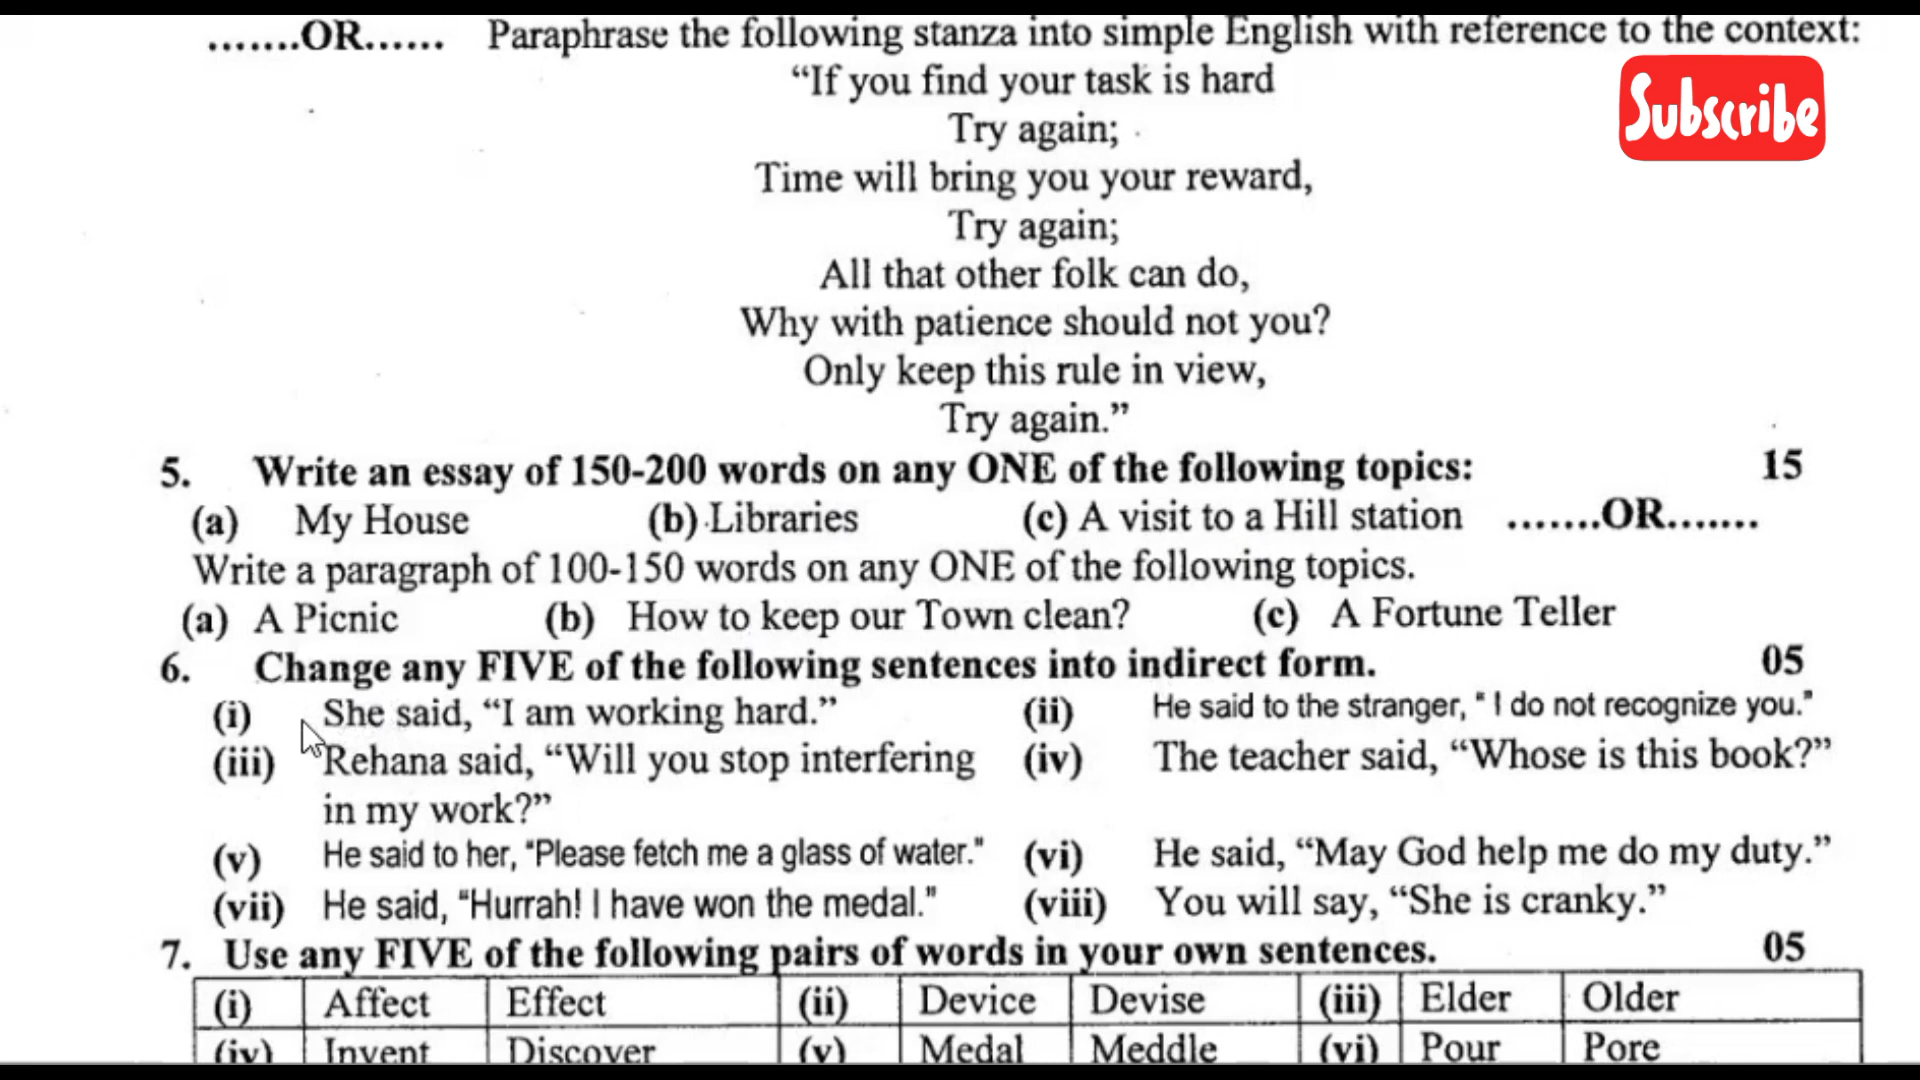 .......OR...... Paraphrase the following stanza into simple English with reference to the context:
Subscribe
“If you find your task is hard
Try again;
Time will bring you your reward,
Try again;
All that other folk can do,
Why with patience should not you?
Only keep this rule in view,
Try again.”
5. Write an essay of 150-200 words on any ONE of the following topics: 15
(a) My House (b) Libraries (c) A visit to a Hill station .......OR.......
Write a paragraph of 100-150 words on any ONE of the following topics.
(a) A Picnic (b) How to keep our Town clean? (c) A Fortune Teller
6. Change any FIVE of the following sentences into indirect form. 05
(i) She said, “I am working hard.” (ii) He said to the stranger, “ I do not recognize you.”
(iii) Rehana said, “Will you stop interfering (iv) The teacher said, “Whose is this book?”
in my work?”
(v) He said to her, “Please fetch me a glass of water.” (vi) He said, “May God help me do my duty.”
(vii) He said, “Hurrah! I have won the medal.” (viii) You will say, “She is cranky.”
7. Use any FIVE of the following pairs of words in your own sentences. 05
(i) Affect Effect (ii) Device Devise (iii) Elder Older
(iv) Invent Discover (v) Medal Meddle (vi) Pour Pore